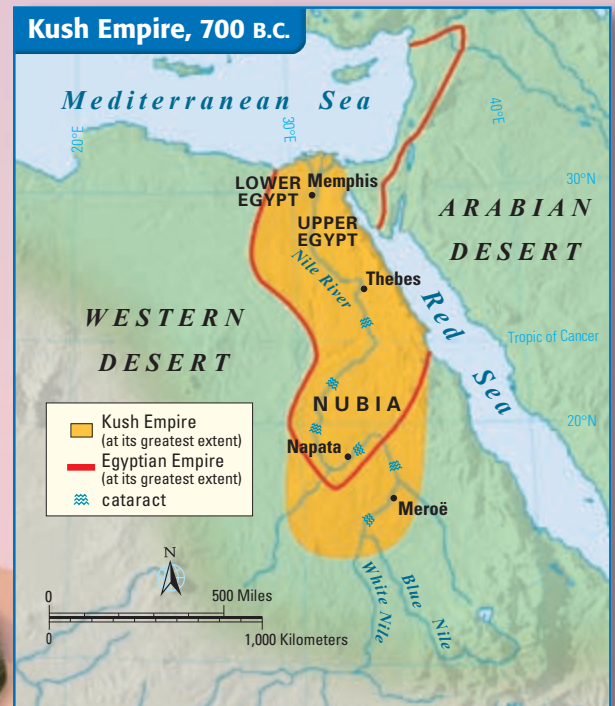 Kush Empire, 700 B.C.
Mediterranean Sea
20°E
30°E
40°E
LOWER
EGYPT
Memphis
30°N
UPPER
EGYPT
ARABIAN
DESERT
Nile River
Thebes
Red Sea
WESTERN
DESERT
Tropic of Cancer
NUBIA
20°N
Napata
Meroë
White Nile
Blue Nile
Kush Empire
(at its greatest extent)
Egyptian Empire
(at its greatest extent)
cataract
N
0
500 Miles
0
1,000 Kilometers